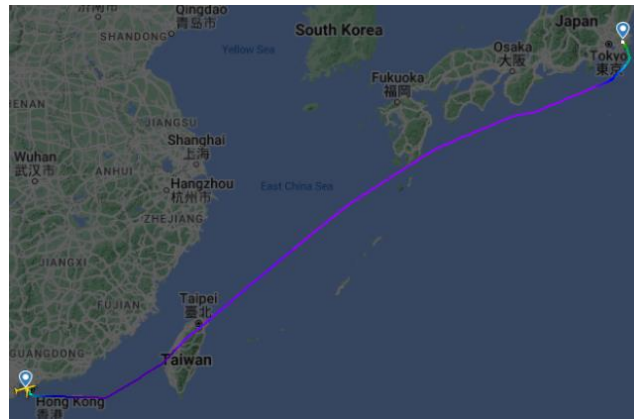 Qingdao
青岛市
SHANDONG
South Korea
Japan
Yellow Sea
Osaka
大阪
Tokyo
東京
Fukuoka
福岡
HENAN
JIANGSU
Shanghai
上海
Wuhan
武汉市
ANHUI
Hangzhou
杭州市
East China Sea
ZHEJIANG
JIANGXI
FUJIAN
Taipei
臺北
GUANGDONG
Taiwan
Hong Kong
香港